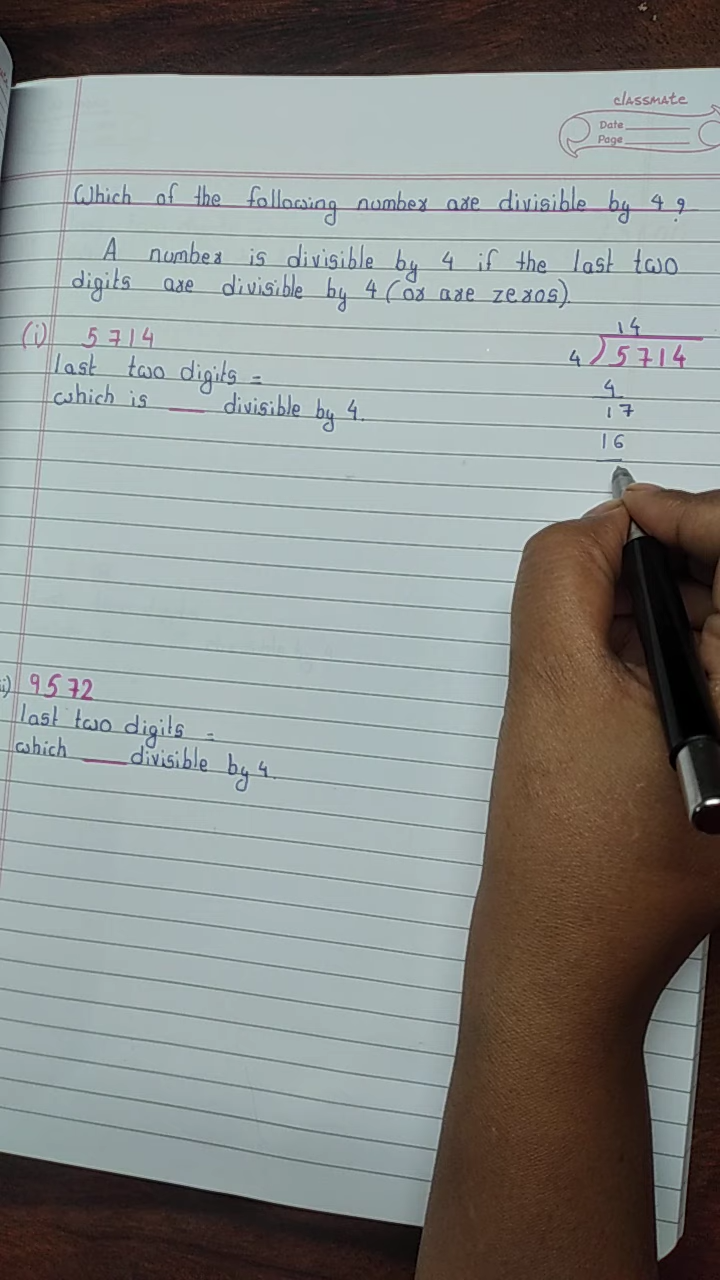 classmate
Date
Page
Which of the following number are divisible by 4?
A number is divisible by 4 if the last two
digits are divisible by 4 (or are zeros).
(i) 5714
last two digits =
which is __ divisible by 4.
14
4)5714
4
17
16
i) 9572
last two digits =
which __ divisible by 4.